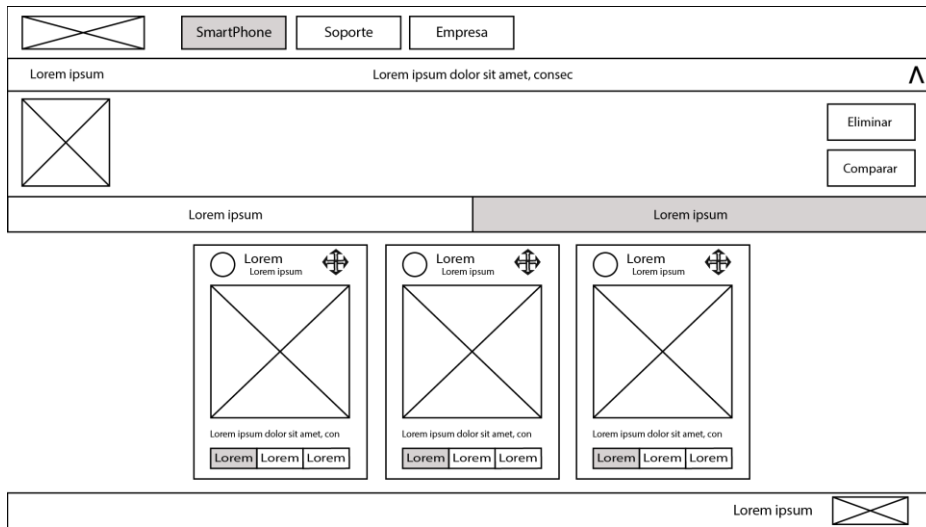 SmartPhone
Soporte
Empresa
Lorem ipsum
Lorem ipsum dolor sit amet, consec
Eliminar
Comparar
Lorem ipsum
Lorem ipsum
Lorem
Lorem ipsum
Lorem ipsum dolor sit amet, con
Lorem Lorem Lorem
Lorem
Lorem ipsum
Lorem ipsum dolor sit amet, con
Lorem Lorem Lorem
Lorem
Lorem ipsum
Lorem ipsum dolor sit amet, con
Lorem Lorem Lorem
Lorem ipsum